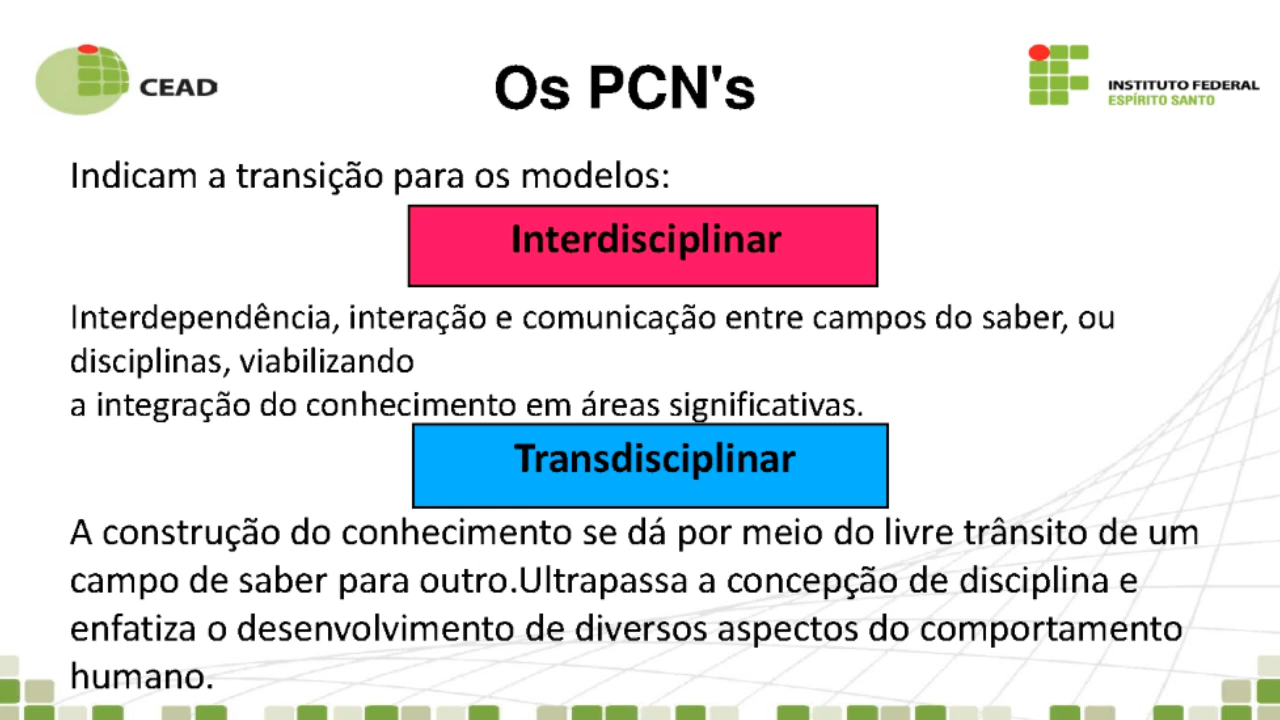 CEAD
Os PCN's
INSTITUTO FEDERAL
ESPÍRITO SANTO
Indicam a transição para os modelos:
Interdisciplinar
Interdependência, interação e comunicação entre campos do saber, ou
disciplinas, viabilizando
a integração do conhecimento em áreas significativas.
Transdisciplinar
A construção do conhecimento se dá por meio do livre trânsito de um
campo de saber para outro.Ultrapassa a concepção de disciplina e
enfatiza o desenvolvimento de diversos aspectos do comportamento
humano.